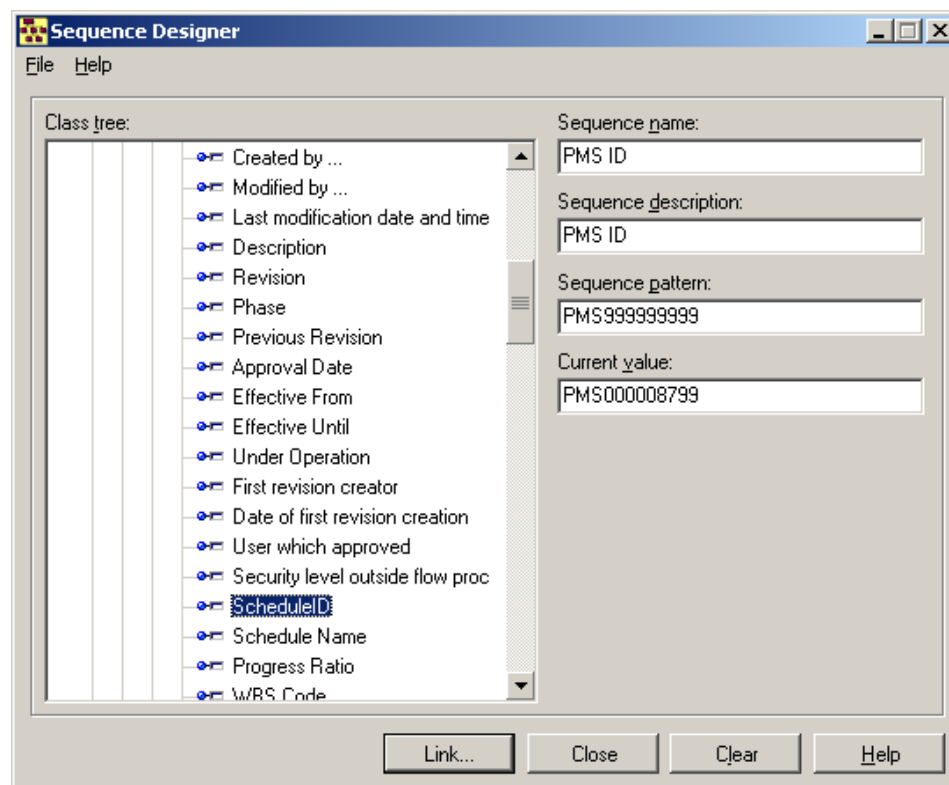 Sequence Designer
File Help
Class tree:
Created by ...
Modified by ...
Last modification date and time
Description
Revision
Phase
Previous Revision
Approval Date
Effective From
Effective Until
Under Operation
First revision creator
Date of first revision creation
User which approved
Security level outside flow proc
ScheduleID
Schedule Name
Progress Ratio
WBS Code
Sequence name:
PMS ID
Sequence description:
PMS ID
Sequence pattern:
PMS999999999
Current value:
PMS000008799
Link... Close Clear Help